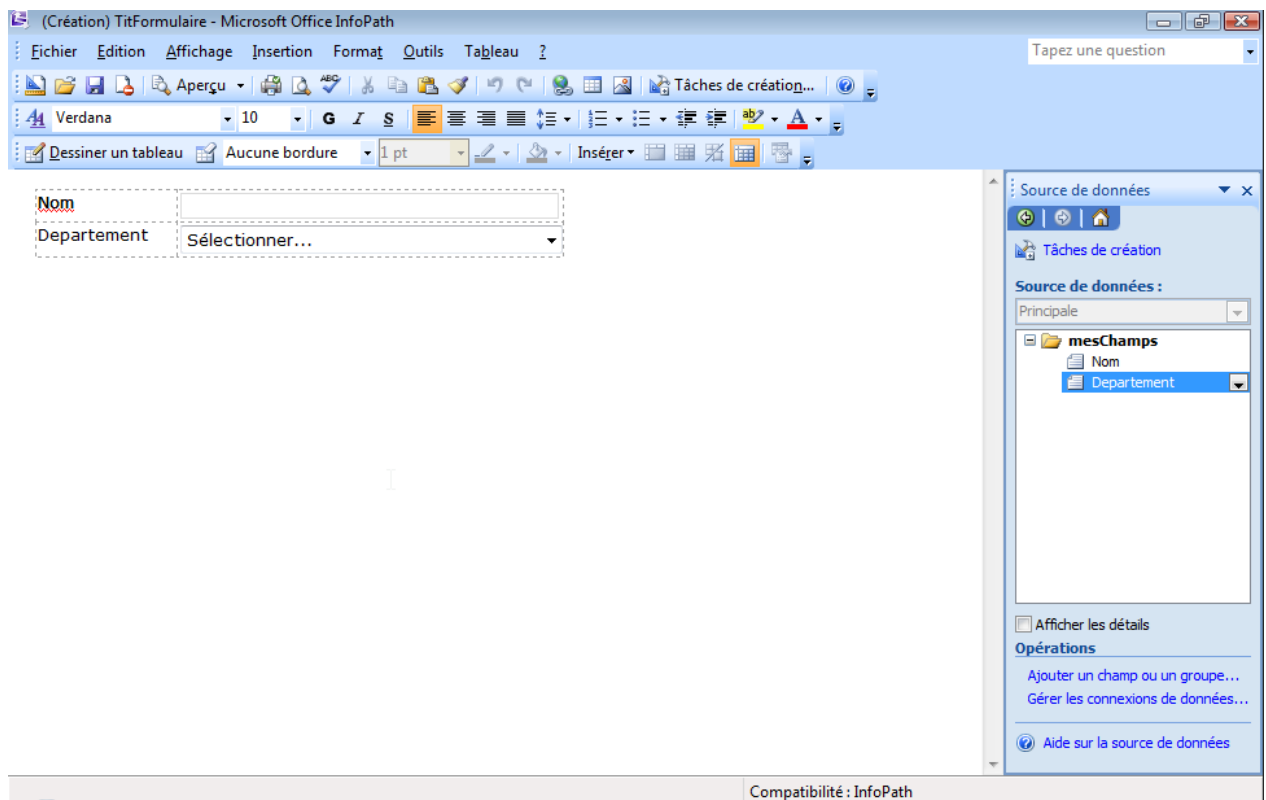 (Création) TitFormulaire - Microsoft Office InfoPath
Fichier Edition Affichage Insertion Format Outils Tableau ?
Tapez une question
Aperçu
ABC
Tâches de création...
Verdana
10
G I S
ab
A
Dessiner un tableau
Aucune bordure
1 pt
Insérer
Nom
Departement
Sélectionner...
Source de données
Tâches de création
Source de données :
Principale
mesChamps
Nom
Departement
Afficher les détails
Opérations
Ajouter un champ ou un groupe...
Gérer les connexions de données...
Aide sur la source de données
Compatibilité : InfoPath